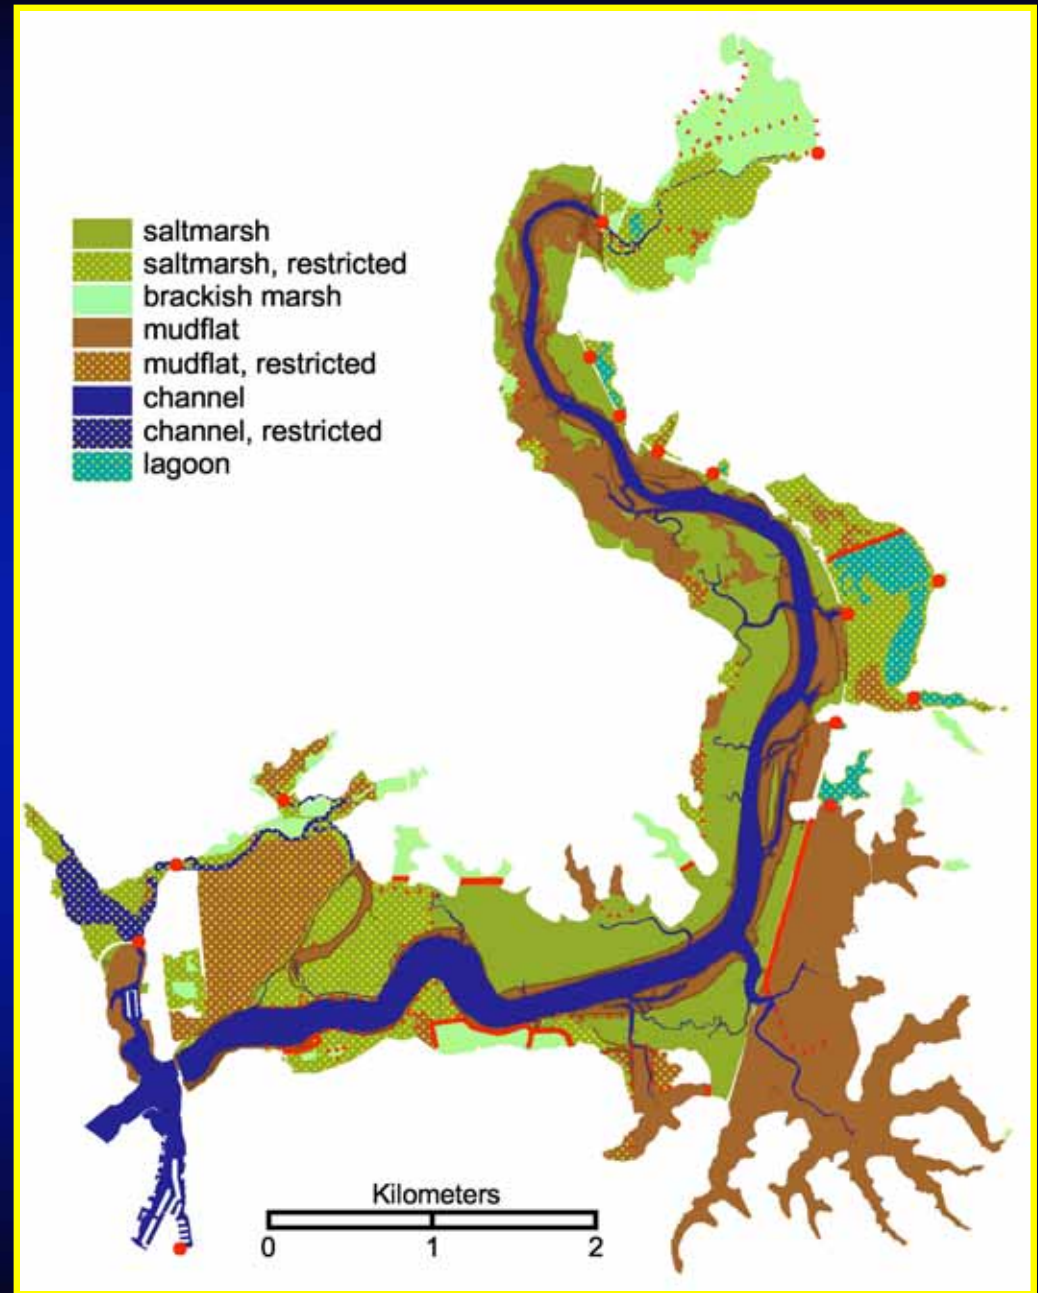 saltmarsh
saltmarsh, restricted
brackish marsh
mudflat
mudflat, restricted
channel
channel, restricted
lagoon
Kilometers
0 1 2